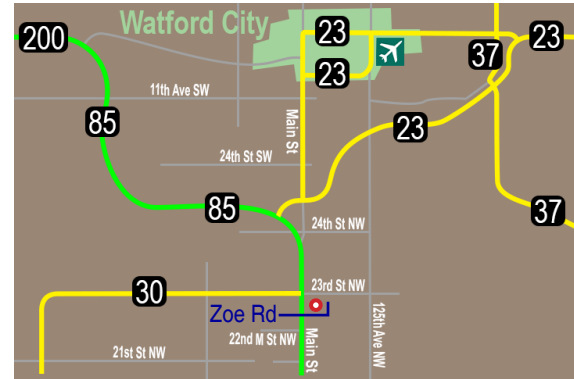 Watford City
200
23
37
23
23
11th Ave SW
85
Main St
23
24th St SW
85
37
24th St NW
30
23rd St NW
Zoe Rd
22nd M St NW
Main St
125th Ave NW
21st St NW